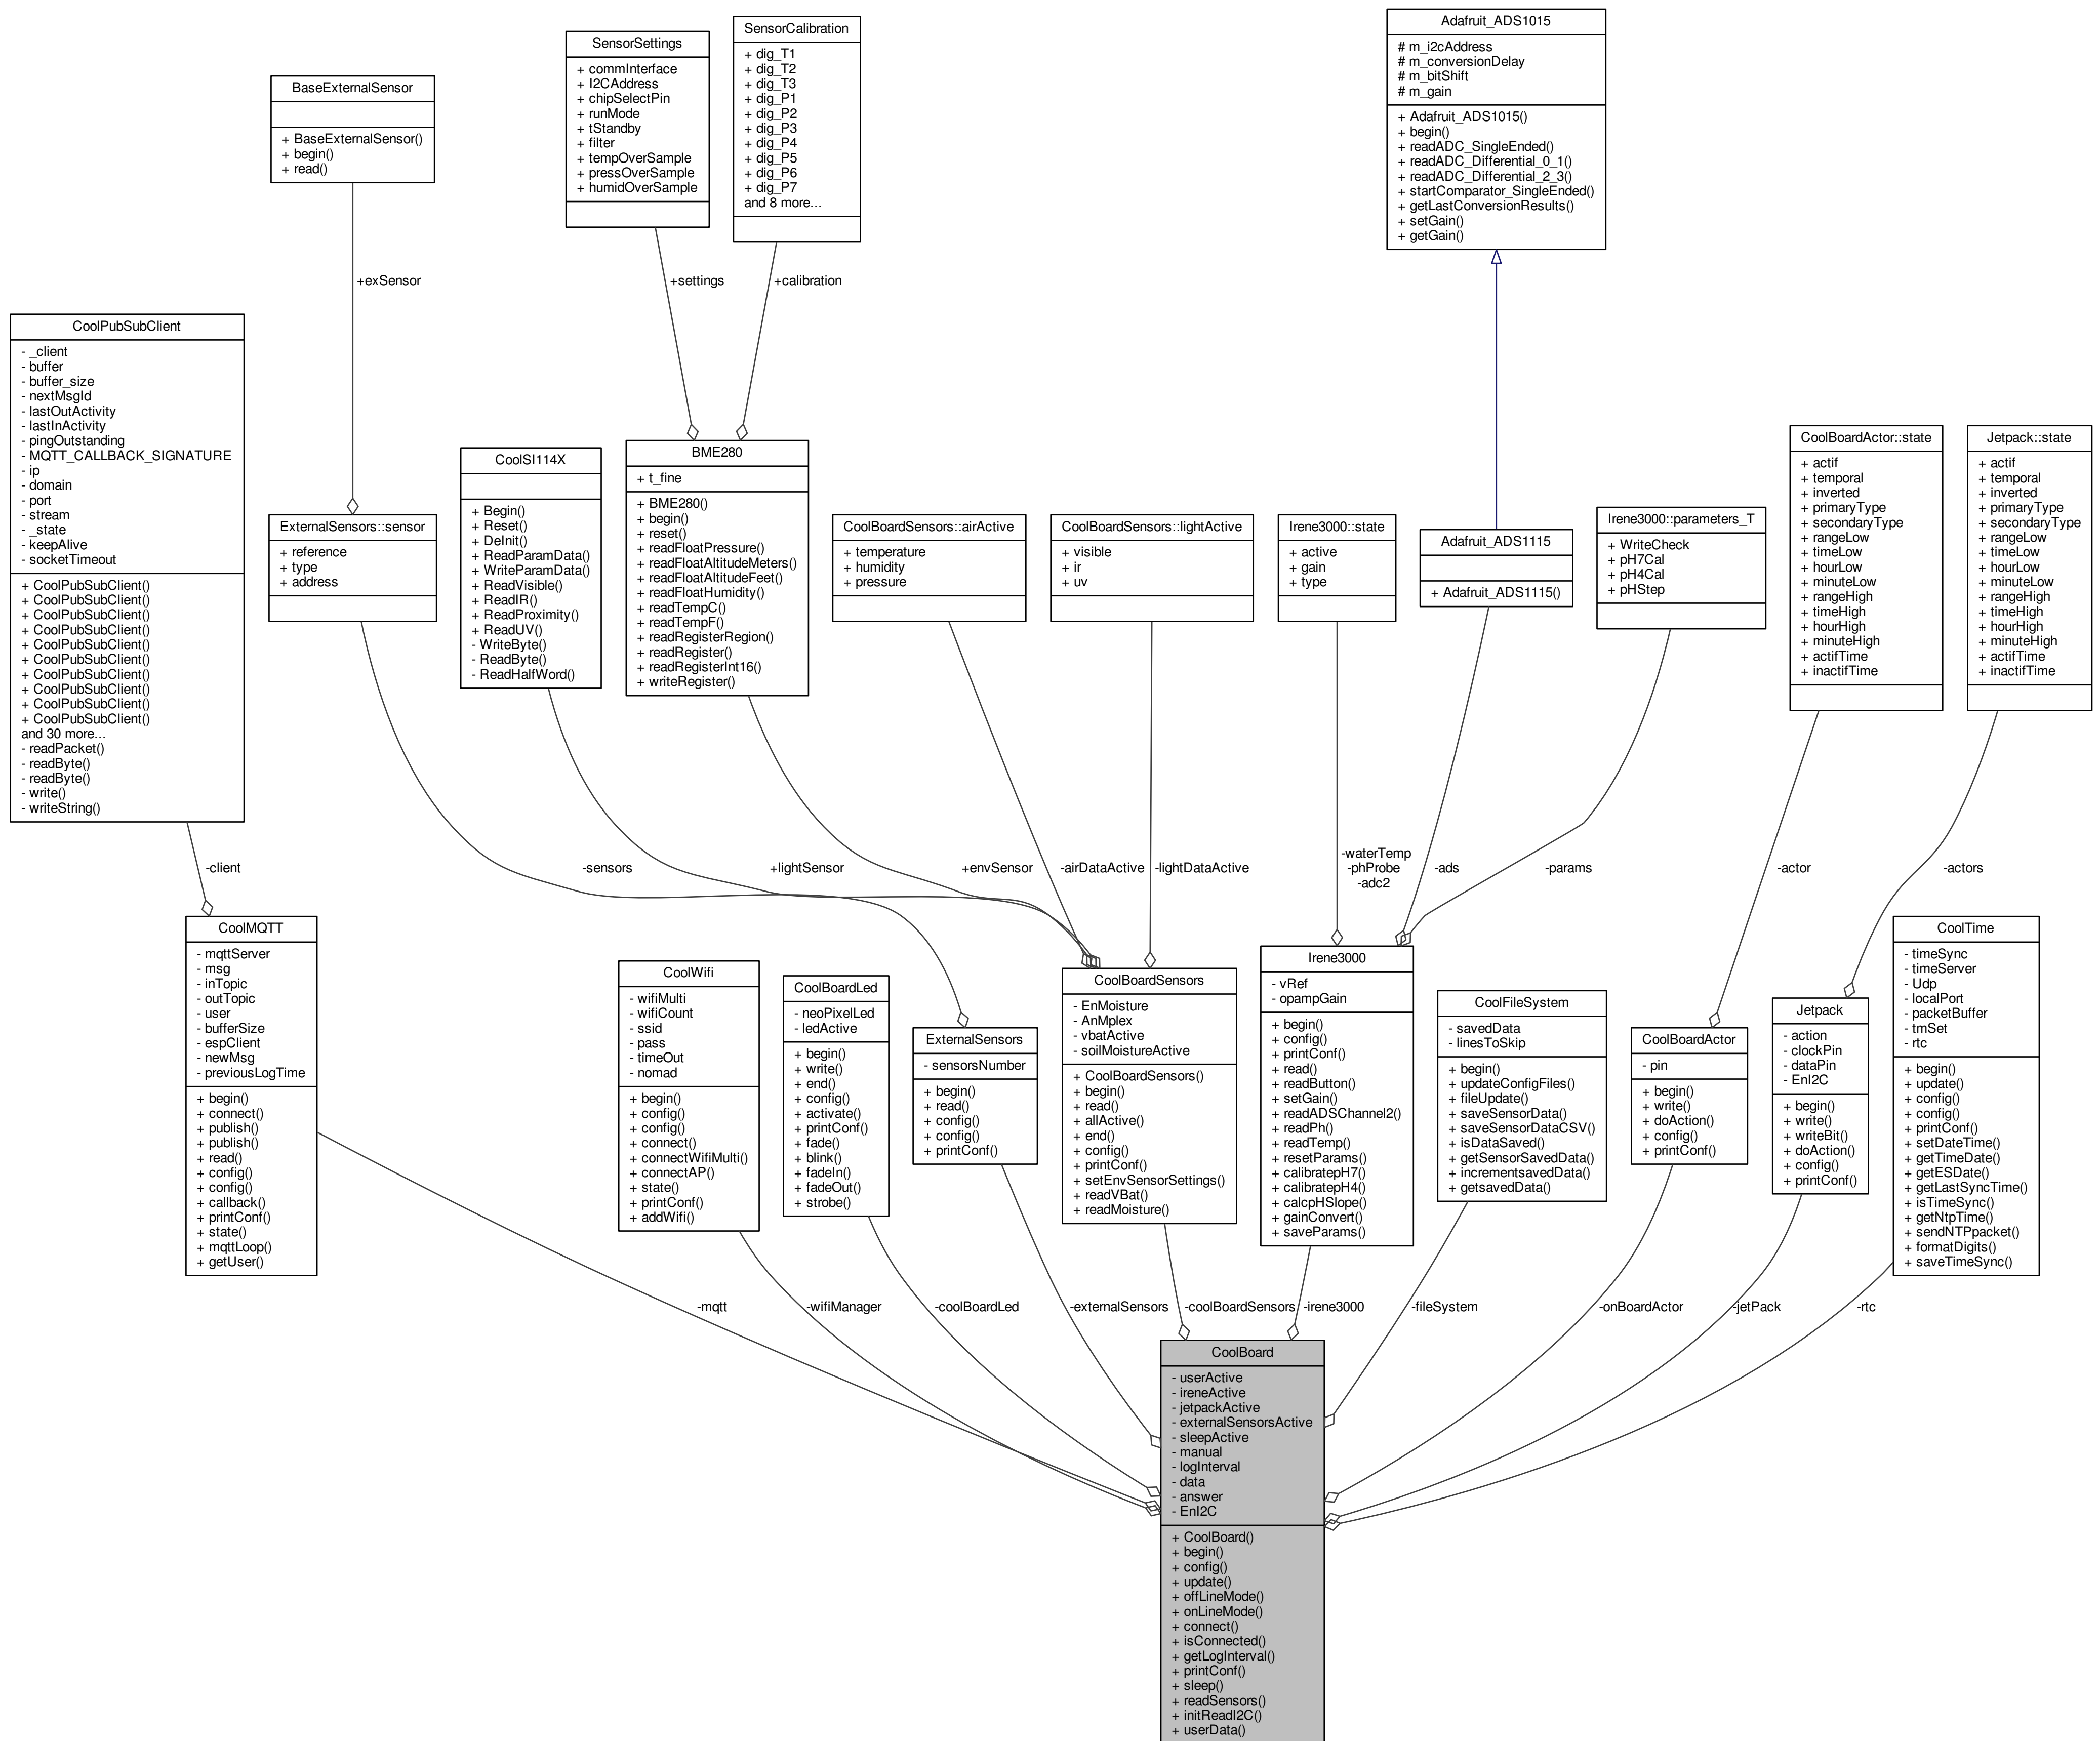 SensorSettings
+ commInterface
+ I2CAddress
+ chipSelectPin
+ runMode
+ tStandby
+ filter
+ tempOverSample
+ pressOverSample
+ humidOverSample
SensorCalibration
+ dig_T1
+ dig_T2
+ dig_T3
+ dig_P1
+ dig_P2
+ dig_P3
+ dig_P4
+ dig_P5
+ dig_P6
+ dig_P7
and 8 more...
Adafruit_ADS1015
# m_i2cAddress
# m_conversionDelay
# m_bitShift
# m_gain
+ Adafruit_ADS1015()
+ begin()
+ readADC_SingleEnded()
+ readADC_Differential_0_1()
+ readADC_Differential_2_3()
+ startComparator_SingleEnded()
+ getLastConversionResults()
+ setGain()
+ getGain()
BaseExternalSensor
+ BaseExternalSensor()
+ begin()
+ read()
+exSensor
+settings
+calibration
CoolPubSubClient
- _client
- buffer
- buffer_size
- nextMsgId
- lastOutActivity
- lastInActivity
- pingOutstanding
- MQTT_CALLBACK_SIGNATURE
- ip
- domain
- port
- stream
- _state
- keepAlive
- socketTimeout
+ CoolPubSubClient()
+ CoolPubSubClient()
+ CoolPubSubClient()
+ CoolPubSubClient()
+ CoolPubSubClient()
+ CoolPubSubClient()
+ CoolPubSubClient()
+ CoolPubSubClient()
+ CoolPubSubClient()
+ CoolPubSubClient()
and 30 more...
- readPacket()
- readByte()
- readByte()
- write()
- writeString()
ExternalSensors::sensor
+ reference
+ type
+ address
CoolSI114X
+ Begin()
+ Reset()
+ DeInit()
+ ReadParamData()
+ WriteParamData()
+ ReadVisible()
+ ReadIR()
+ ReadProximity()
+ ReadUV()
- WriteByte()
- ReadByte()
- ReadHalfWord()
BME280
+ t_fine
+ BME280()
+ begin()
+ reset()
+ readFloatPressure()
+ readFloatAltitudeMeters()
+ readFloatAltitudeFeet()
+ readFloatHumidity()
+ readTempC()
+ readTempF()
+ readRegisterRegion()
+ readRegister()
+ readRegisterInt16()
+ writeRegister()
CoolBoardSensors::airActive
+ temperature
+ humidity
+ pressure
CoolBoardSensors::lightActive
+ visible
+ ir
+ uv
Irene3000::state
+ active
+ gain
+ type
Adafruit_ADS1115
+ Adafruit_ADS1115()
Irene3000::parameters_T
+ WriteCheck
+ pH7Cal
+ pH4Cal
+ pHStep
CoolBoardActor::state
+ actif
+ temporal
+ inverted
+ primaryType
+ secondaryType
+ rangeLow
+ timeLow
+ hourLow
+ minuteLow
+ rangeHigh
+ timeHigh
+ hourHigh
+ minuteHigh
+ actifTime
+ inactifTime
Jetpack::state
+ actif
+ temporal
+ inverted
+ primaryType
+ secondaryType
+ rangeLow
+ timeLow
+ hourLow
+ minuteLow
+ rangeHigh
+ timeHigh
+ hourHigh
+ minuteHigh
+ actifTime
+ inactifTime
-client
-sensors
+lightSensor
+envSensor
-airDataActive
-lightDataActive
-waterTemp
-phProbe
-adc2
-ads
-params
-actor
-actors
CoolMQTT
- mqttServer
- msg
- inTopic
- outTopic
- user
- bufferSize
- espClient
- newMsg
- previousLogTime
+ begin()
+ connect()
+ publish()
+ publish()
+ read()
+ config()
+ config()
+ callback()
+ printConf()
+ state()
+ mqttLoop()
+ getUser()
CoolWifi
- wifiMulti
- wifiCount
- ssid
- pass
- timeOut
- nomad
+ begin()
+ config()
+ config()
+ connect()
+ connectWifiMulti()
+ connectAP()
+ state()
+ printConf()
+ addWifi()
CoolBoardLed
- neoPixelLed
- ledActive
+ begin()
+ write()
+ end()
+ config()
+ activate()
+ printConf()
+ fade()
+ blink()
+ fadeIn()
+ fadeOut()
+ strobe()
ExternalSensors
- sensorsNumber
+ begin()
+ read()
+ config()
+ config()
+ printConf()
CoolBoardSensors
- EnMoisture
- AnMplex
- vbatActive
- soilMoistureActive
+ CoolBoardSensors()
+ begin()
+ read()
+ allActive()
+ end()
+ config()
+ printConf()
+ setEnvSensorSettings()
+ readVBat()
+ readMoisture()
Irene3000
- vRef
- opampGain
+ begin()
+ config()
+ printConf()
+ read()
+ readButton()
+ setGain()
+ readADSChannel2()
+ readPh()
+ readTemp()
+ resetParams()
+ calibratepH7()
+ calibratepH4()
+ calcpHSlope()
+ gainConvert()
+ saveParams()
CoolFileSystem
- savedData
- linesToSkip
+ begin()
+ updateConfigFiles()
+ fileUpdate()
+ saveSensorData()
+ saveSensorDataCSV()
+ isDataSaved()
+ getSensorSavedData()
+ incrementsavedData()
+ getsavedData()
CoolBoardActor
- pin
+ begin()
+ write()
+ doAction()
+ config()
+ printConf()
Jetpack
- action
- clockPin
- dataPin
- EnI2C
+ begin()
+ write()
+ writeBit()
+ doAction()
+ config()
+ printConf()
CoolTime
- timeSync
- timeServer
- Udp
- localPort
- packetBuffer
- tmSet
- rtc
+ begin()
+ update()
+ config()
+ config()
+ printConf()
+ setDateTime()
+ getTimeDate()
+ getESDate()
+ getLastSyncTime()
+ isTimeSync()
+ getNtpTime()
+ sendNTPpacket()
+ formatDigits()
+ saveTimeSync()
-mqtt
-wifiManager
-coolBoardLed
-externalSensors
-coolBoardSensors
-irene3000
-fileSystem
-onBoardActor
-jetPack
-rtc
CoolBoard
- userActive
- ireneActive
- jetpackActive
- externalSensorsActive
- sleepActive
- manual
- logInterval
- data
- answer
- EnI2C
+ CoolBoard()
+ begin()
+ config()
+ update()
+ offLineMode()
+ onLineMode()
+ connect()
+ isConnected()
+ getLogInterval()
+ printConf()
+ sleep()
+ readSensors()
+ initReadI2C()
+ userData()